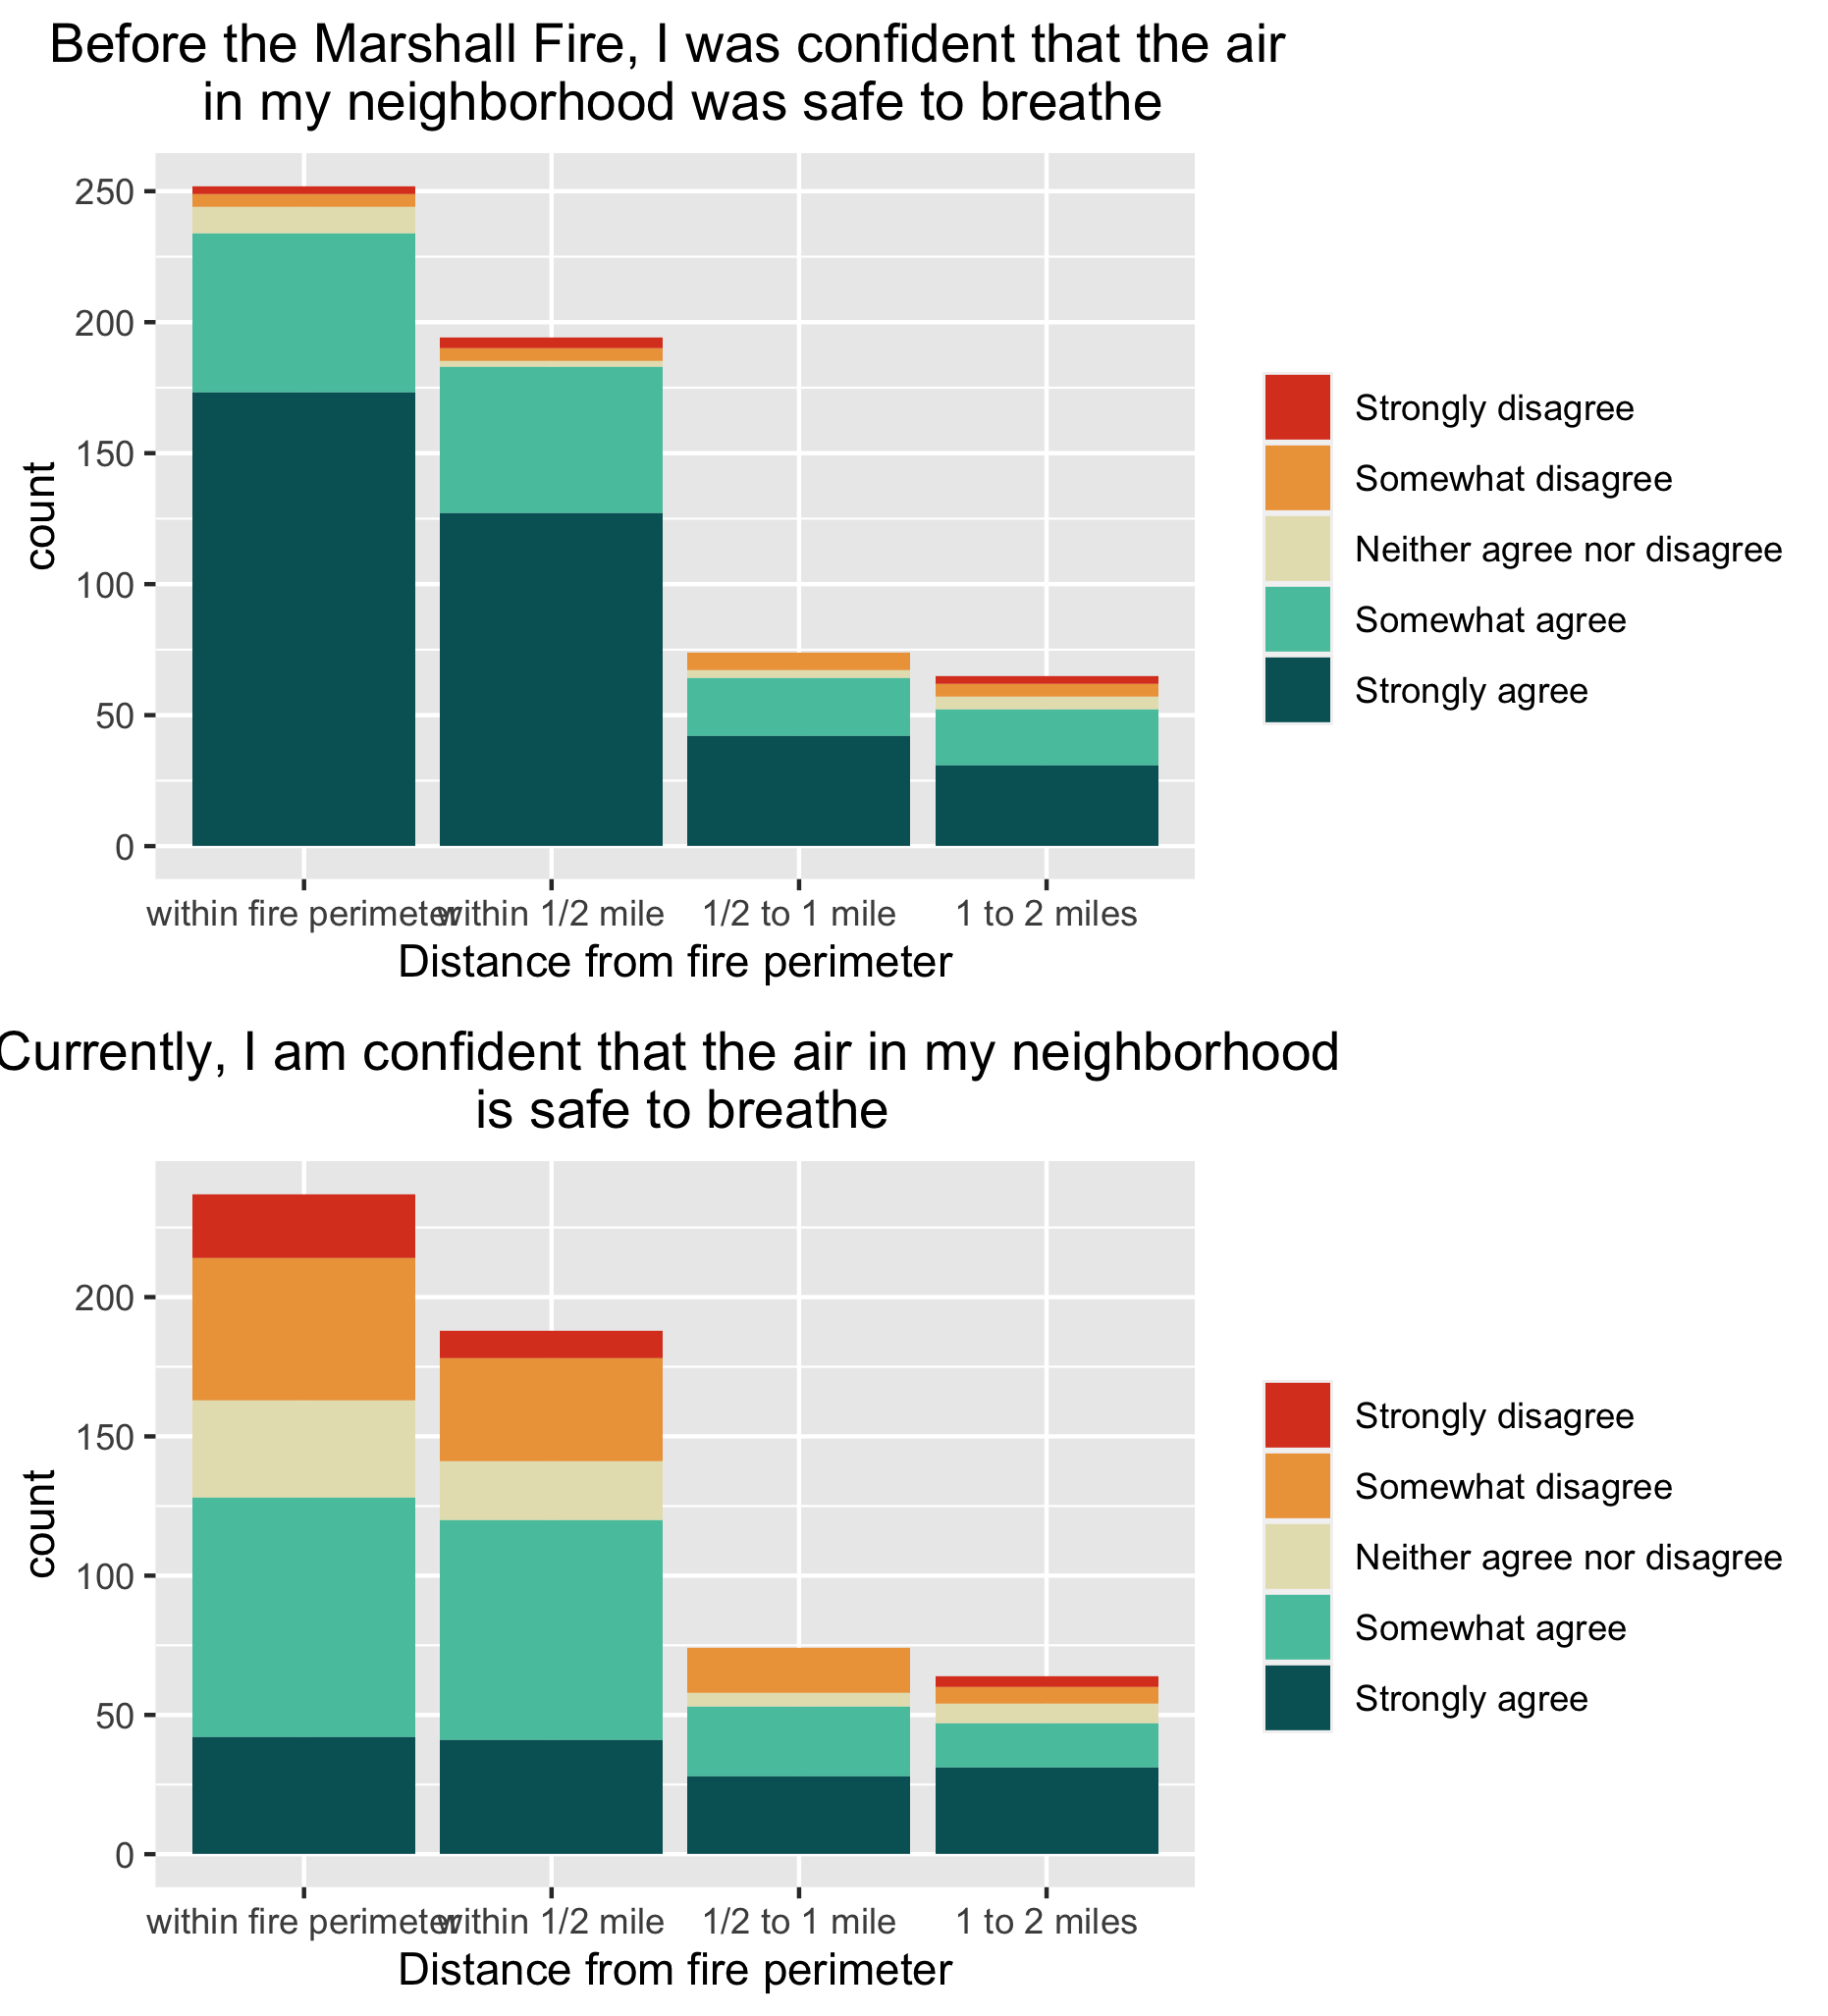 Before the Marshall Fire, I was confident that the air
in my neighborhood was safe to breathe
250
200
150
100
50
0
count
within fire perimeter
within 1/2 mile
1/2 to 1 mile
1 to 2 miles
Distance from fire perimeter
Strongly disagree
Somewhat disagree
Neither agree nor disagree
Somewhat agree
Strongly agree
Currently, I am confident that the air in my neighborhood
is safe to breathe
200
150
100
50
0
count
within fire perimeter
within 1/2 mile
1/2 to 1 mile
1 to 2 miles
Distance from fire perimeter
Strongly disagree
Somewhat disagree
Neither agree nor disagree
Somewhat agree
Strongly agree